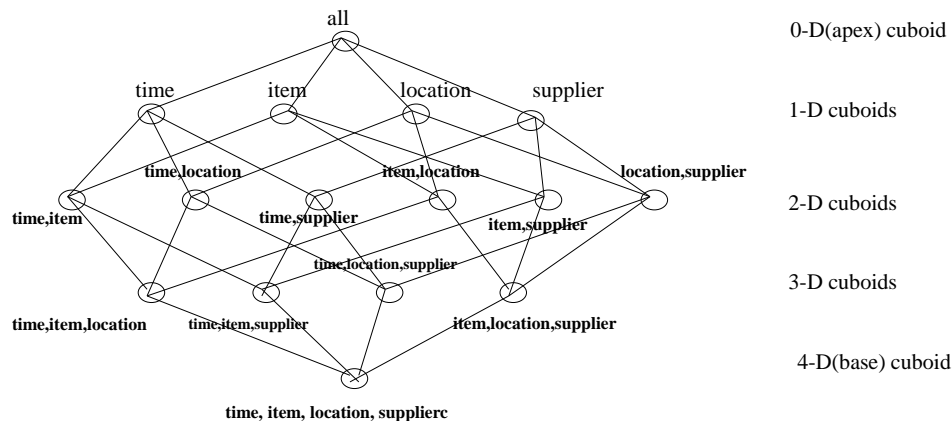 all
0-D(apex) cuboid
time
item
location
supplier
1-D cuboids
time,location
item,location
location,supplier
time,item
time,supplier
item,supplier
2-D cuboids
time,location,supplier
3-D cuboids
time,item,location
time,item,supplier
item,location,supplier
4-D(base) cuboid
time, item, location, supplierc